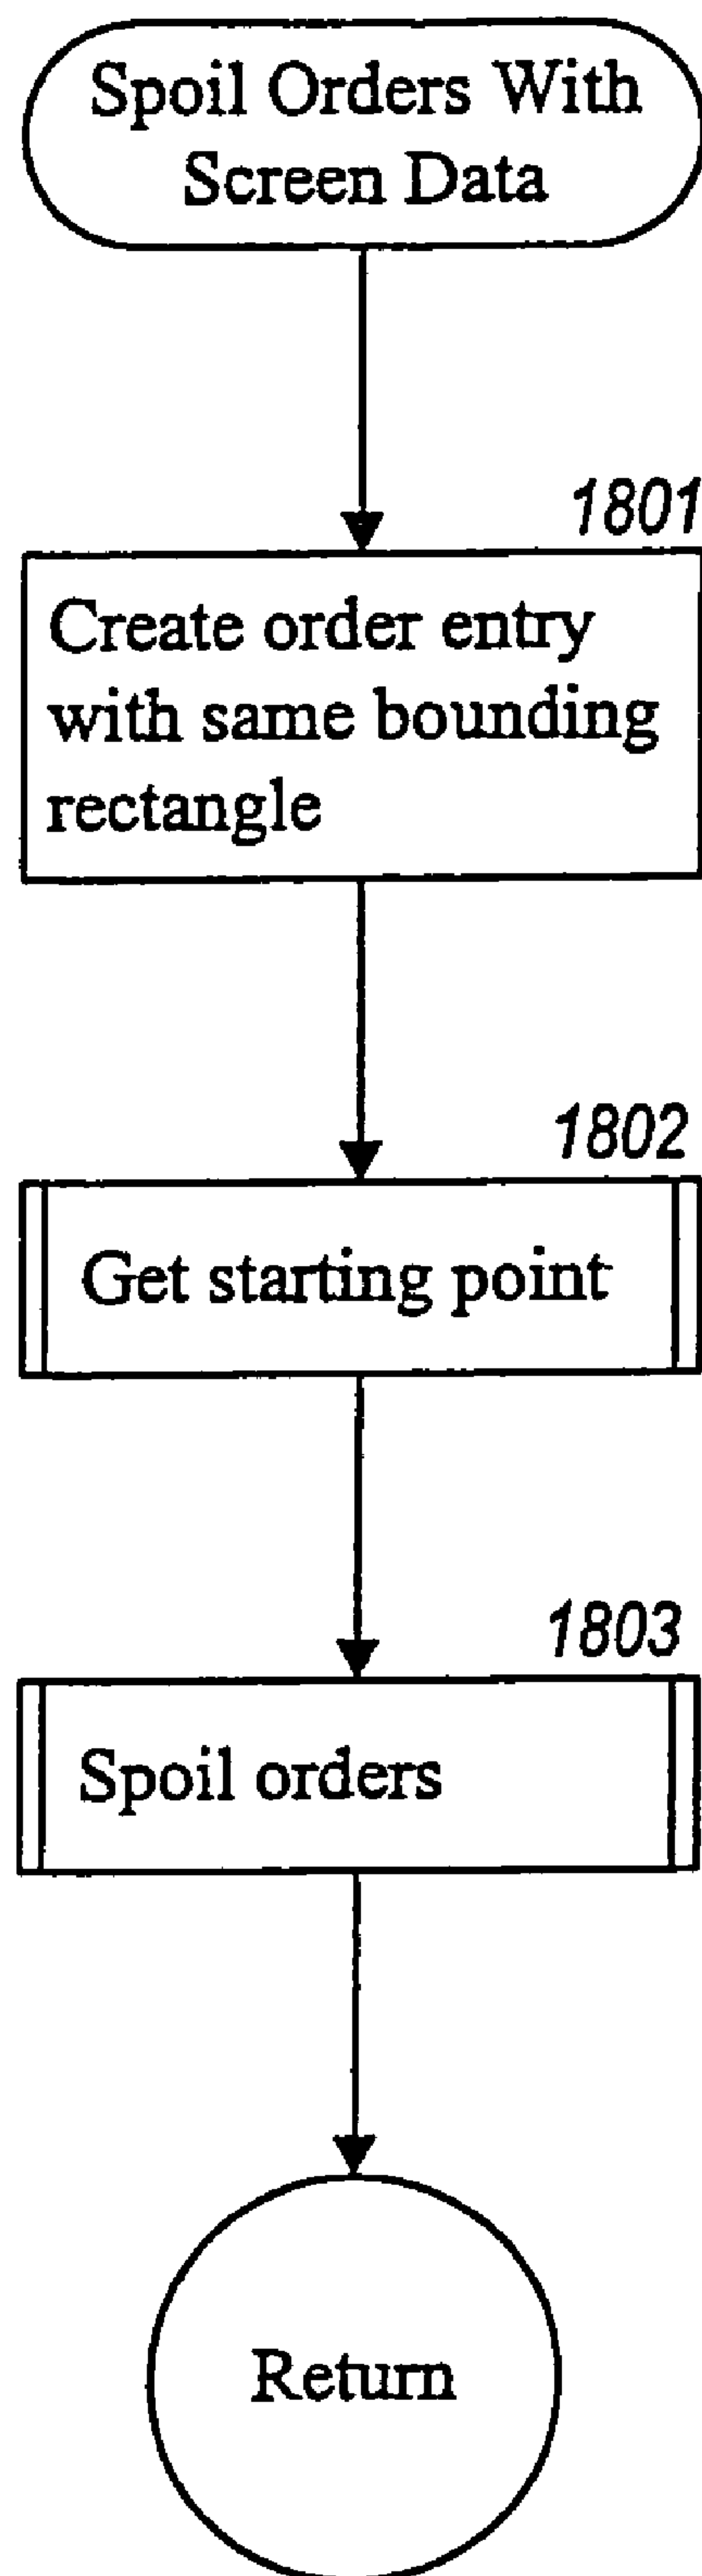 Spoil Orders With
Screen Data
1801
Create order entry
with same bounding
rectangle
1802
Get starting point
1803
Spoil orders
Return